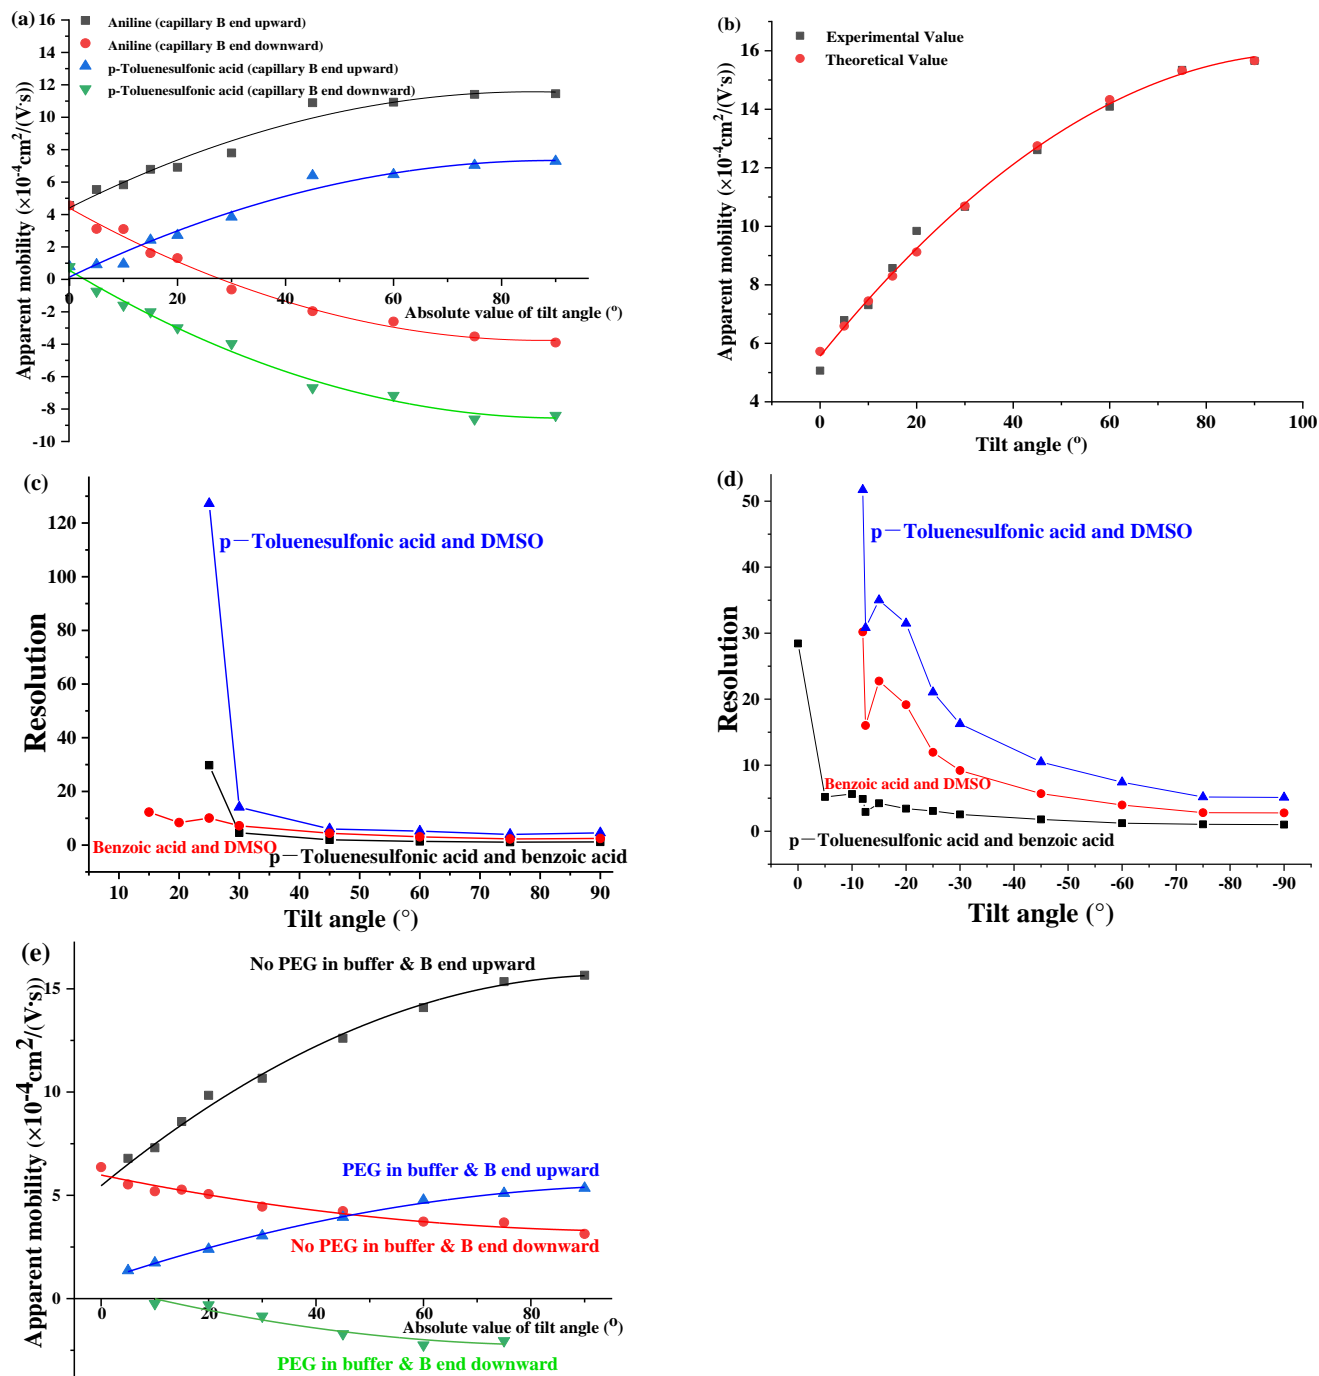 (a)
Aniline (capillary B end upward)
Aniline (capillary B end downward)
p-Toluenesulfonic acid (capillary B end upward)
p-Toluenesulfonic acid (capillary B end downward)
Apparent mobility (×10⁻⁴cm²/(V·s))
16
14
12
10
8
6
4
2
0
-2
-4
-6
-8
-10
0 20 40 60 80
Absolute value of tilt angle (°)
(b)
Experimental Value
Theoretical Value
Apparent mobility (×10⁻⁴cm²/(V·s))
16
14
12
10
8
6
4
0 20 40 60 80 100
Tilt angle (°)
(c)
p—Toluenesulfonic acid and DMSO
Benzoic acid and DMSO
p—Toluenesulfonic acid and benzoic acid
Resolution
120
100
80
60
40
20
0
10 20 30 40 50 60 70 80 90
Tilt angle (°)
(d)
p—Toluenesulfonic acid and DMSO
Benzoic acid and DMSO
p—Toluenesulfonic acid and benzoic acid
Resolution
50
40
30
20
10
0
0 -10 -20 -30 -40 -50 -60 -70 -80 -90
Tilt angle (°)
(e)
No PEG in buffer & B end upward
PEG in buffer & B end upward
No PEG in buffer & B end downward
PEG in buffer & B end downward
Apparent mobility (×10⁻⁴cm²/(V·s))
15
10
5
0
0 20 40 60 80
Absolute value of tilt angle (°)